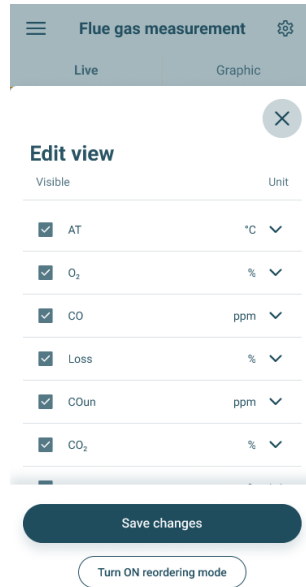 Flue gas measurement
Live Graphic
Edit view
Visible Unit
AT °C
O₂ %
CO ppm
Loss %
COun ppm
CO₂ %
Save changes
Turn ON reordering mode